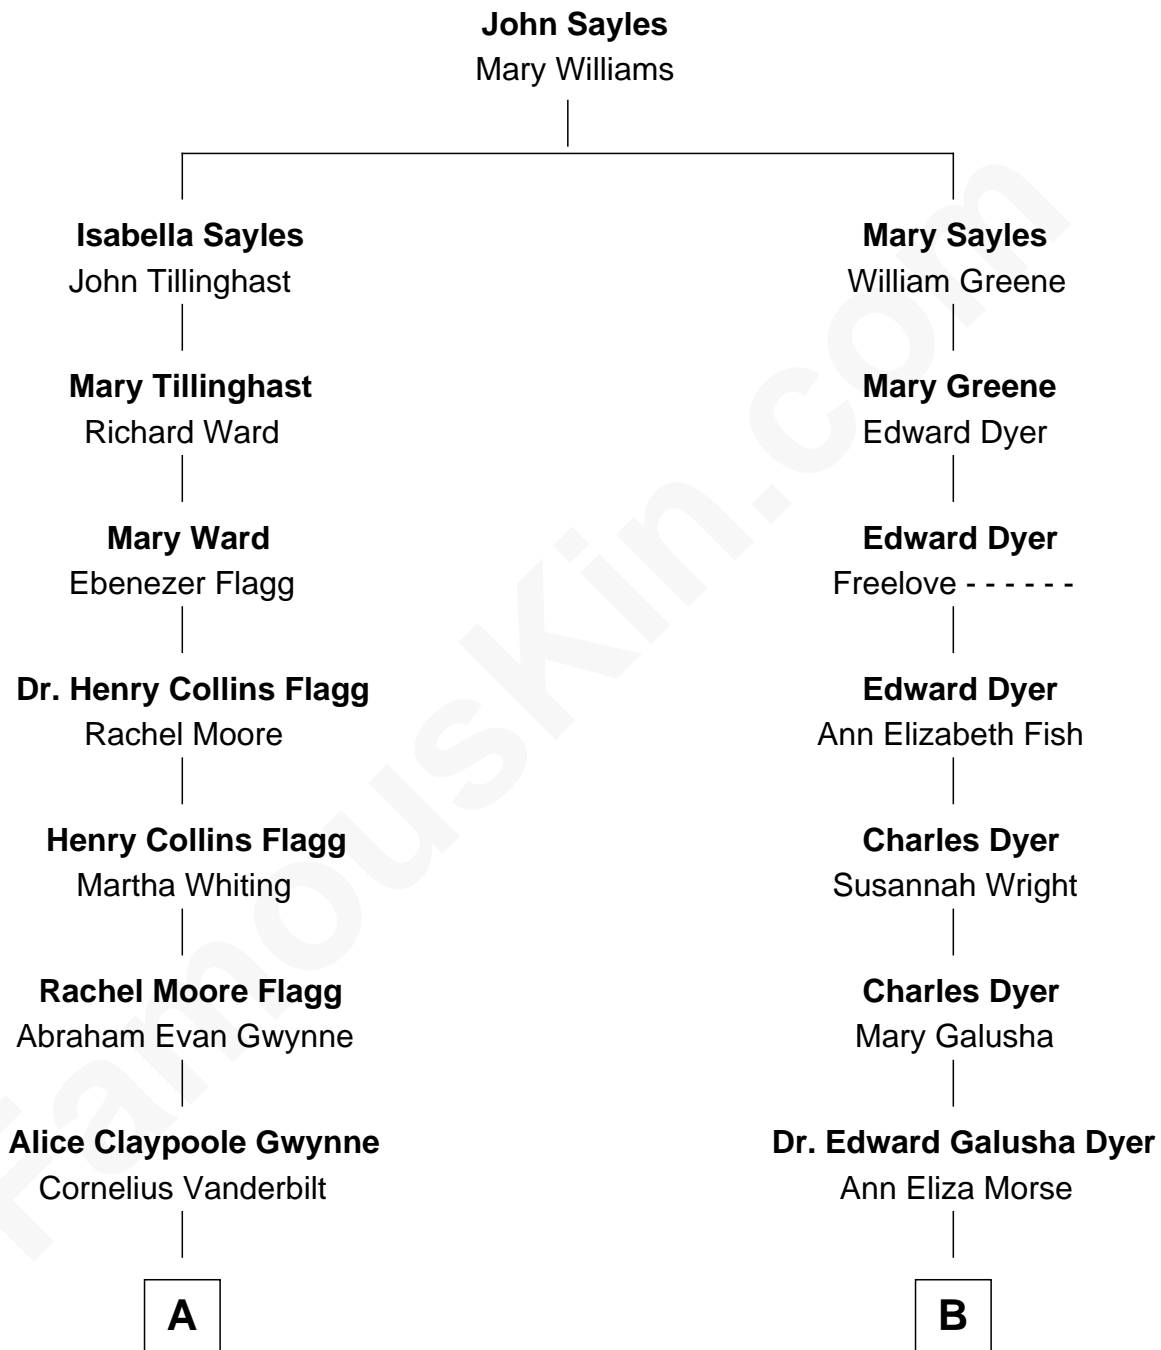 John Sayles
Mary Williams
Isabella Sayles
John Tillinghast
Mary Tillinghast
Richard Ward
Mary Ward
Ebenezer Flagg
Dr. Henry Collins Flagg
Rachel Moore
Henry Collins Flagg
Martha Whiting
Rachel Moore Flagg
Abraham Evan Gwynne
Alice Claypoole Gwynne
Cornelius Vanderbilt
A
Mary Sayles
William Greene
Mary Greene
Edward Dyer
Edward Dyer
Freelove - - - - - -
Edward Dyer
Ann Elizabeth Fish
Charles Dyer
Susannah Wright
Charles Dyer
Mary Galusha
Dr. Edward Galusha Dyer
Ann Eliza Morse
B
FamousKin.com